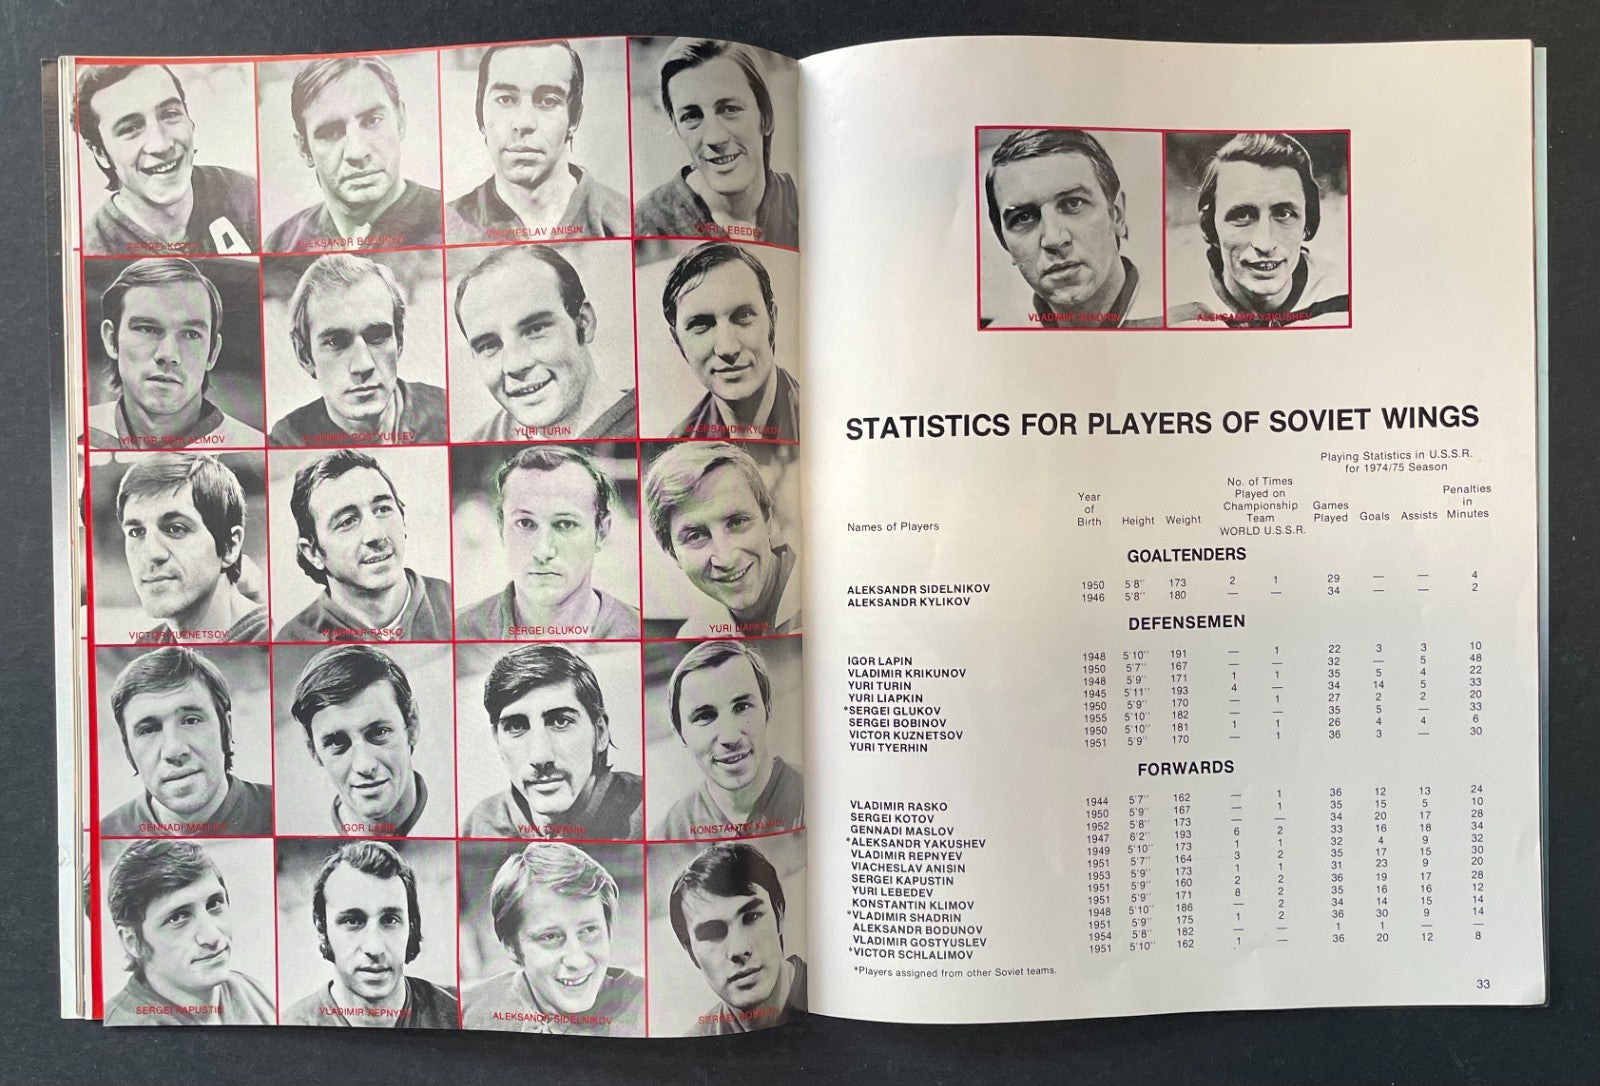 SERGEI KOTOV
ALEKSANDR BODUNOV
VIACHESLAV ANISIN
YURI LEBEDEV
VICTOR SCHLALIMOV
VLADIMIR GOSTYUSLEV
YURI TURIN
ALEKSANDR KYLIKOV
VICTOR KUZNETSOV
VLADIMIR RASKO
SERGEI GLUKOV
YURI LIAPKIN
GENNADI MASLOV
IGOR LAPIN
YURI TYERHIN
KONSTANTIN KLIMOV
SERGEI KAPUSTIN
VLADIMIR REPNYEV
ALEKSANDR SIDELNIKOV
SERGEI
VLADIMIR SHADRIN
ALEKSANDR YAKUSHEV
STATISTICS FOR PLAYERS OF SOVIET WINGS
Playing Statistics in U.S.S.R.
for 1974/75 Season
Names of Players
Year
of
Birth
Height Weight
No. of Times
Played on
Championship
Team
WORLD U.S.S.R.
Games
Played
Goals Assists
Penalties
in
Minutes
GOALTENDERS
ALEKSANDR SIDELNIKOV 1950 5'8" 173 2 1 29 — — 4
ALEKSANDR KYLIKOV 1946 5'8" 180 — — 34 — — 2
DEFENSEMEN
IGOR LAPIN 1948 5'10" 191 — 1 22 3 3 10
VLADIMIR KRIKUNOV 1950 5'7" 167 — — 32 — 5 48
YURI TURIN 1948 5'9" 171 1 1 35 5 4 22
YURI LIAPKIN 1945 5'11" 193 4 — 34 14 5 33
*SERGEI GLUKOV 1950 5'9" 170 — 1 27 2 2 20
SERGEI BOBINOV 1955 5'10" 182 — — 35 5 — 33
VICTOR KUZNETSOV 1950 5'10" 181 1 1 26 4 4 6
YURI TYERHIN 1951 5'9" 170 — 1 36 3 — 30
FORWARDS
VLADIMIR RASKO 1944 5'7" 162 — 1 36 12 13 24
SERGEI KOTOV 1950 5'9" 167 — 1 35 15 5 10
GENNADI MASLOV 1952 5'8" 173 — — 34 20 17 28
*ALEKSANDR YAKUSHEV 1947 6'2" 193 6 2 33 16 18 34
VLADIMIR REPNYEV 1949 5'10" 173 1 1 32 4 9 32
VIACHESLAV ANISIN 1951 5'7" 164 3 2 35 17 15 30
SERGEI KAPUSTIN 1953 5'9" 173 1 1 31 23 9 20
YURI LEBEDEV 1951 5'9" 160 2 2 36 19 17 28
KONSTANTIN KLIMOV 1951 5'9" 171 8 2 35 16 16 12
*VLADIMIR SHADRIN 1948 5'10" 186 — 2 34 14 15 14
ALEKSANDR BODUNOV 1951 5'9" 175 1 2 36 30 9 14
VLADIMIR GOSTYUSLEV 1954 5'8" 182 — — 1 1 — —
*VICTOR SCHLALIMOV 1951 5'10" 162 1 — 36 20 12 8
*Players assigned from other Soviet teams.
33